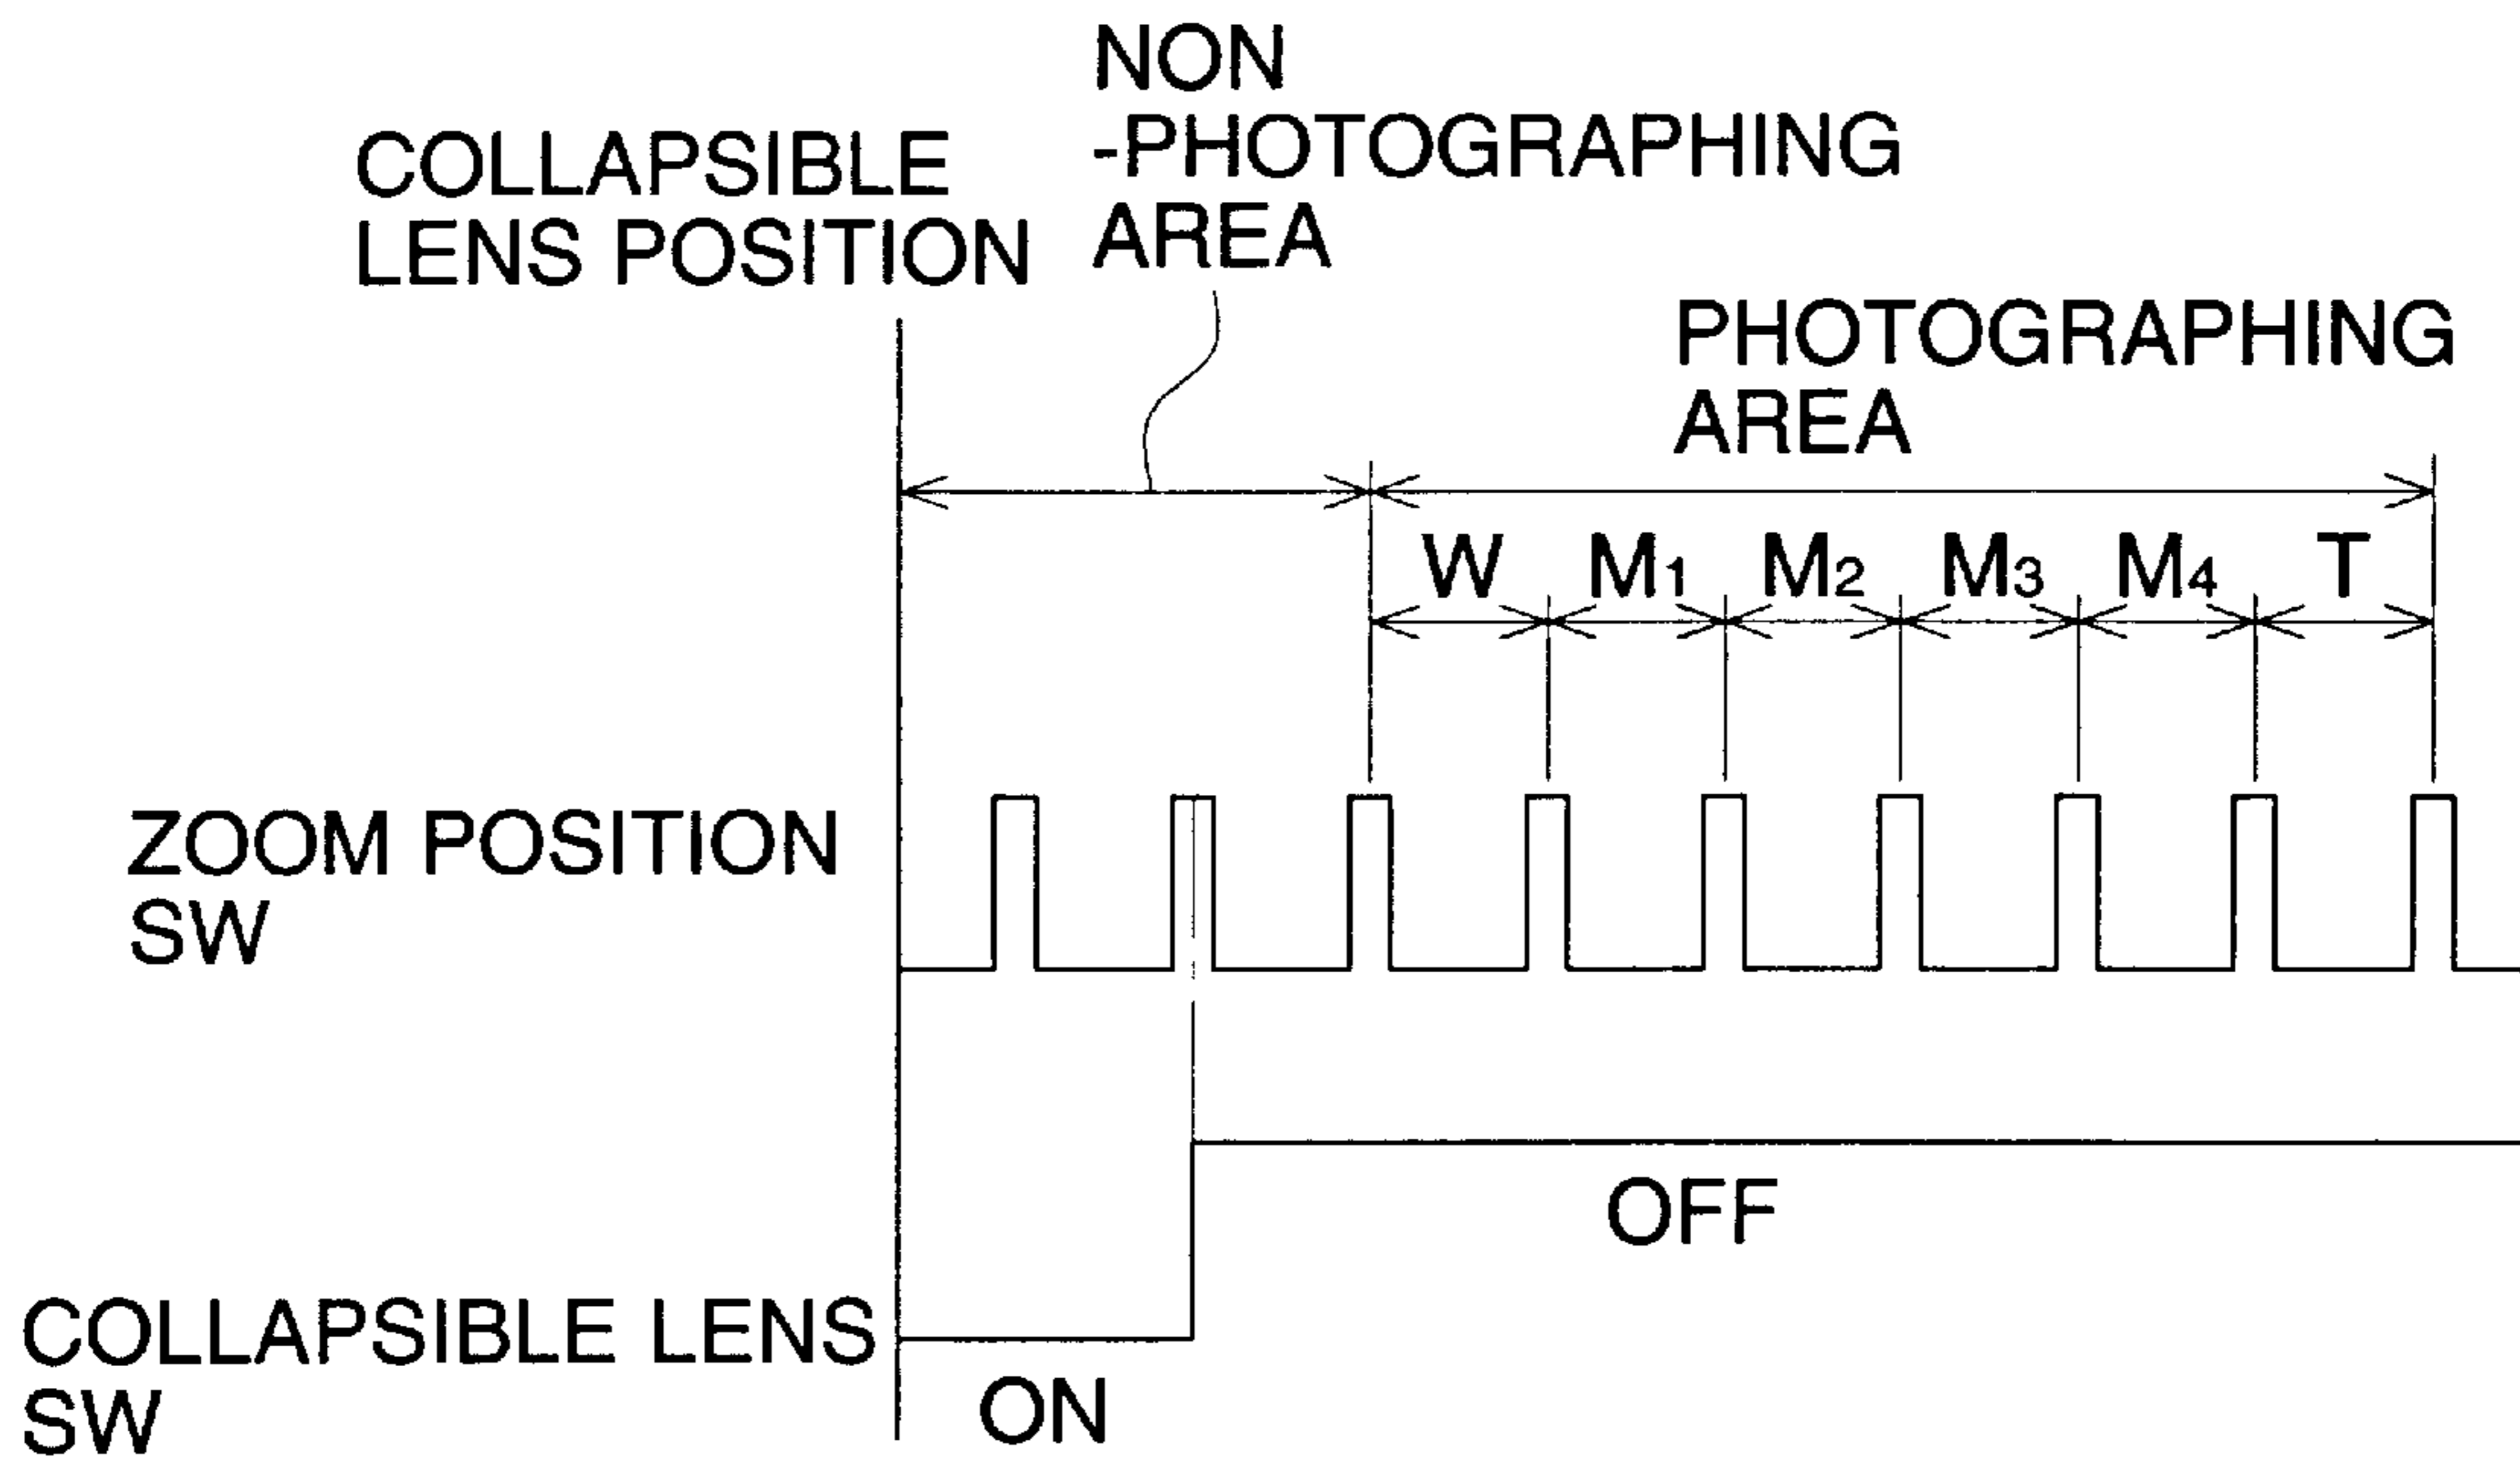 NON
-PHOTOGRAPHING
AREA
COLLAPSIBLE
LENS POSITION
PHOTOGRAPHING
AREA
W M1 M2 M3 M4 T
ZOOM POSITION
SW
OFF
COLLAPSIBLE LENS
SW
ON